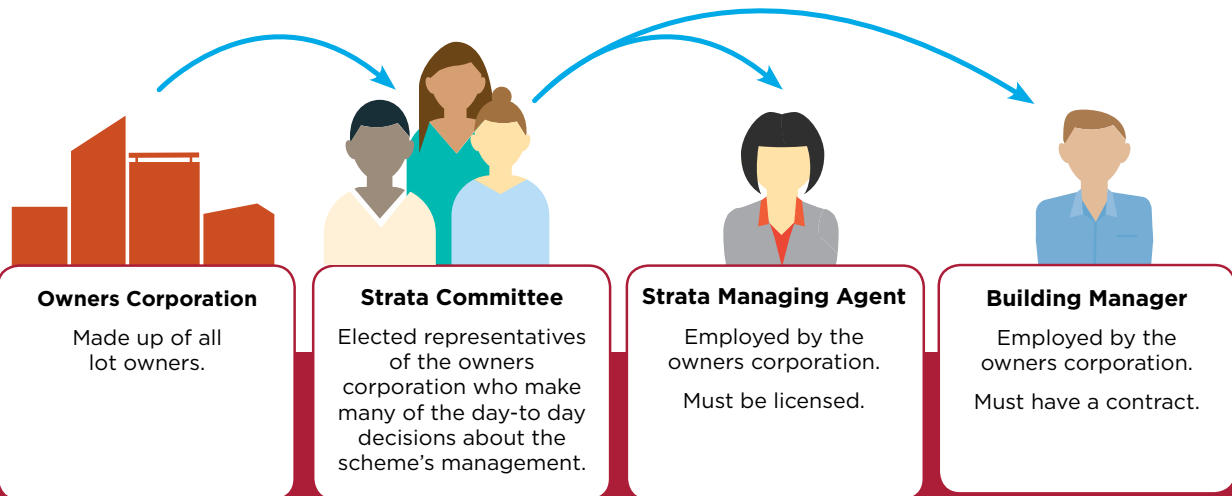 Owners Corporation
Made up of all
lot owners.
Strata Committee
Elected representatives
of the owners
corporation who make
many of the day-to day
decisions about the
scheme’s management.
Strata Managing Agent
Employed by the
owners corporation.
Must be licensed.
Building Manager
Employed by the
owners corporation.
Must have a contract.